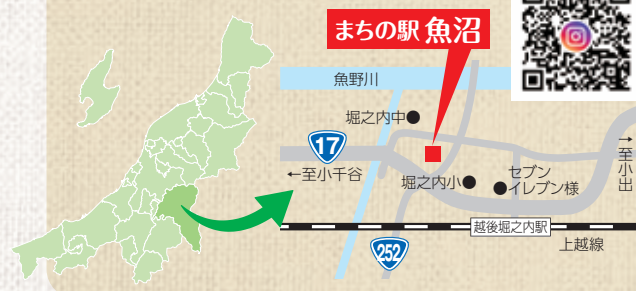 まちの駅 魚沼
魚野川
堀之内中
17
←至小千谷
堀之内小
セブン
イレブン様
→至小出
越後堀之内駅
上越線
252